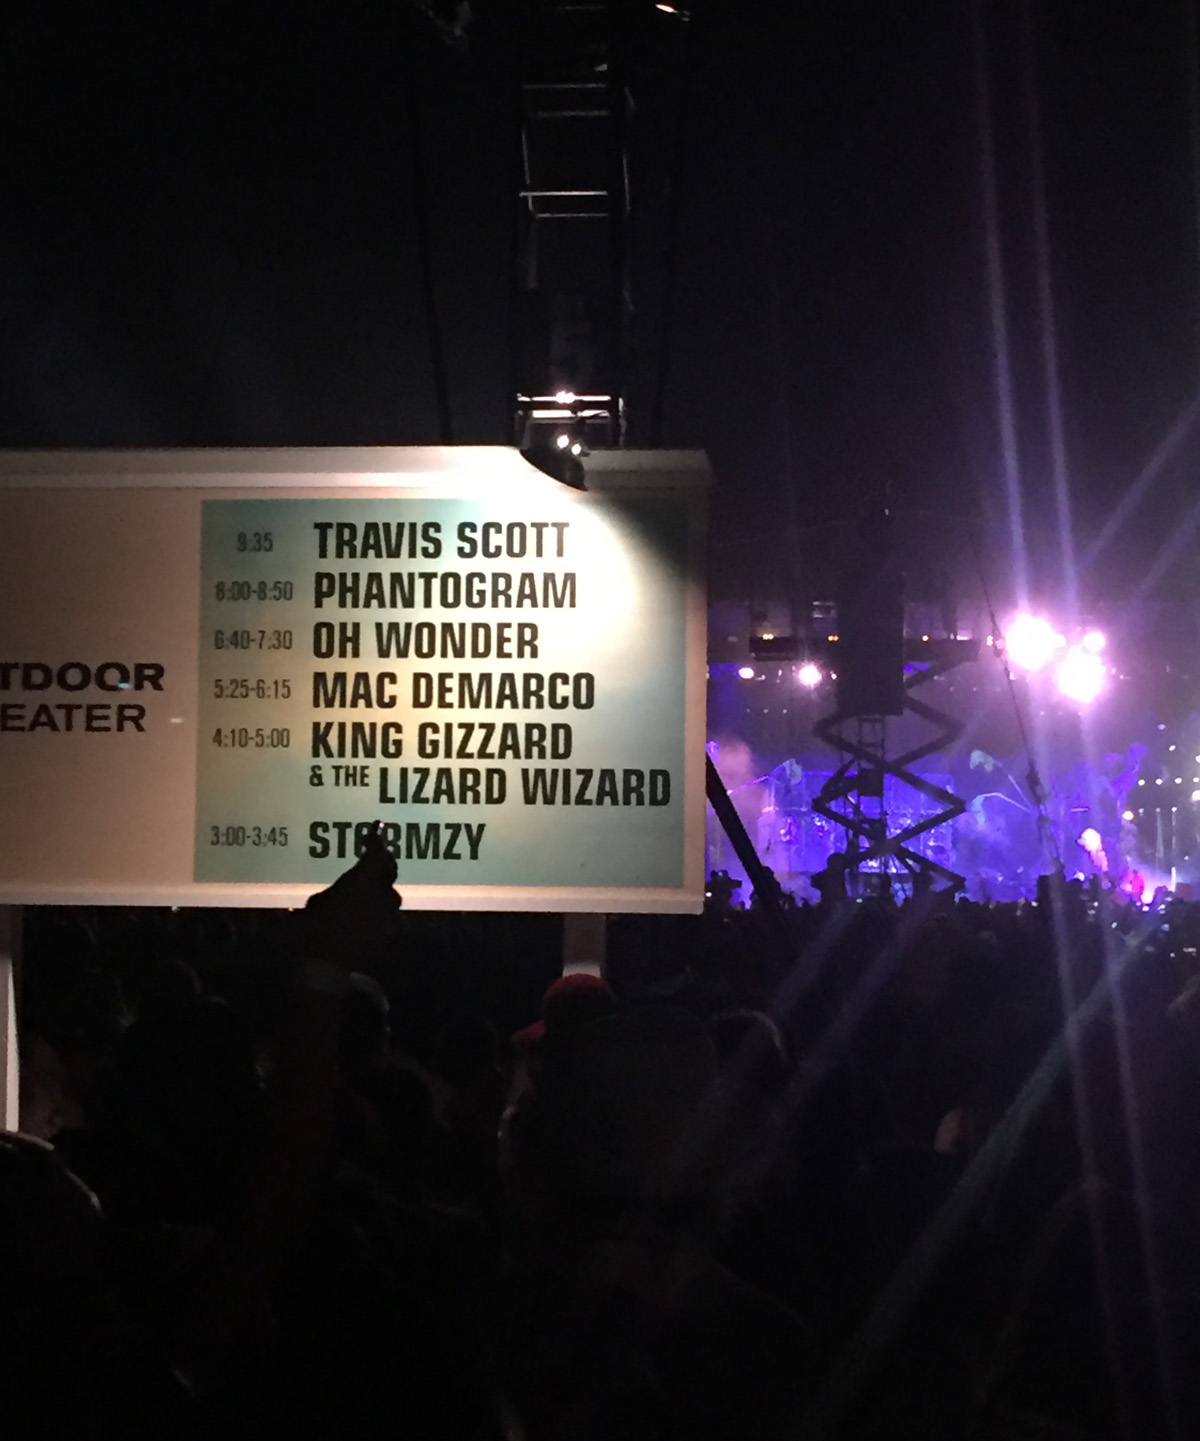 TDOOR
EATER
9:35 TRAVIS SCOTT
8:00-8:50 PHANTOGRAM
6:40-7:30 OH WONDER
5:25-6:15 MAC DEMARCO
4:10-5:00 KING GIZZARD
& THE LIZARD WIZARD
3:00-3:45 STORMZY